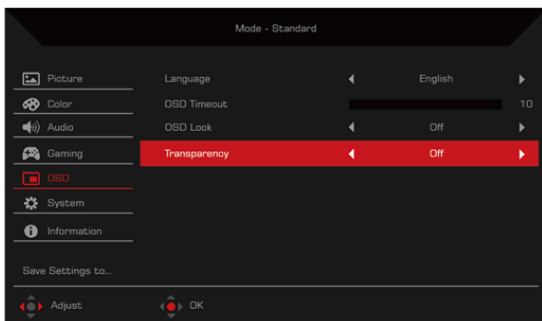 Mode - Standard
Picture
Language
English
Color
OSD Timeout
10
Audio
OSD Lock
Off
Gaming
Transparency
Off
OSD
System
Information
Save Settings to...
Adjust
OK